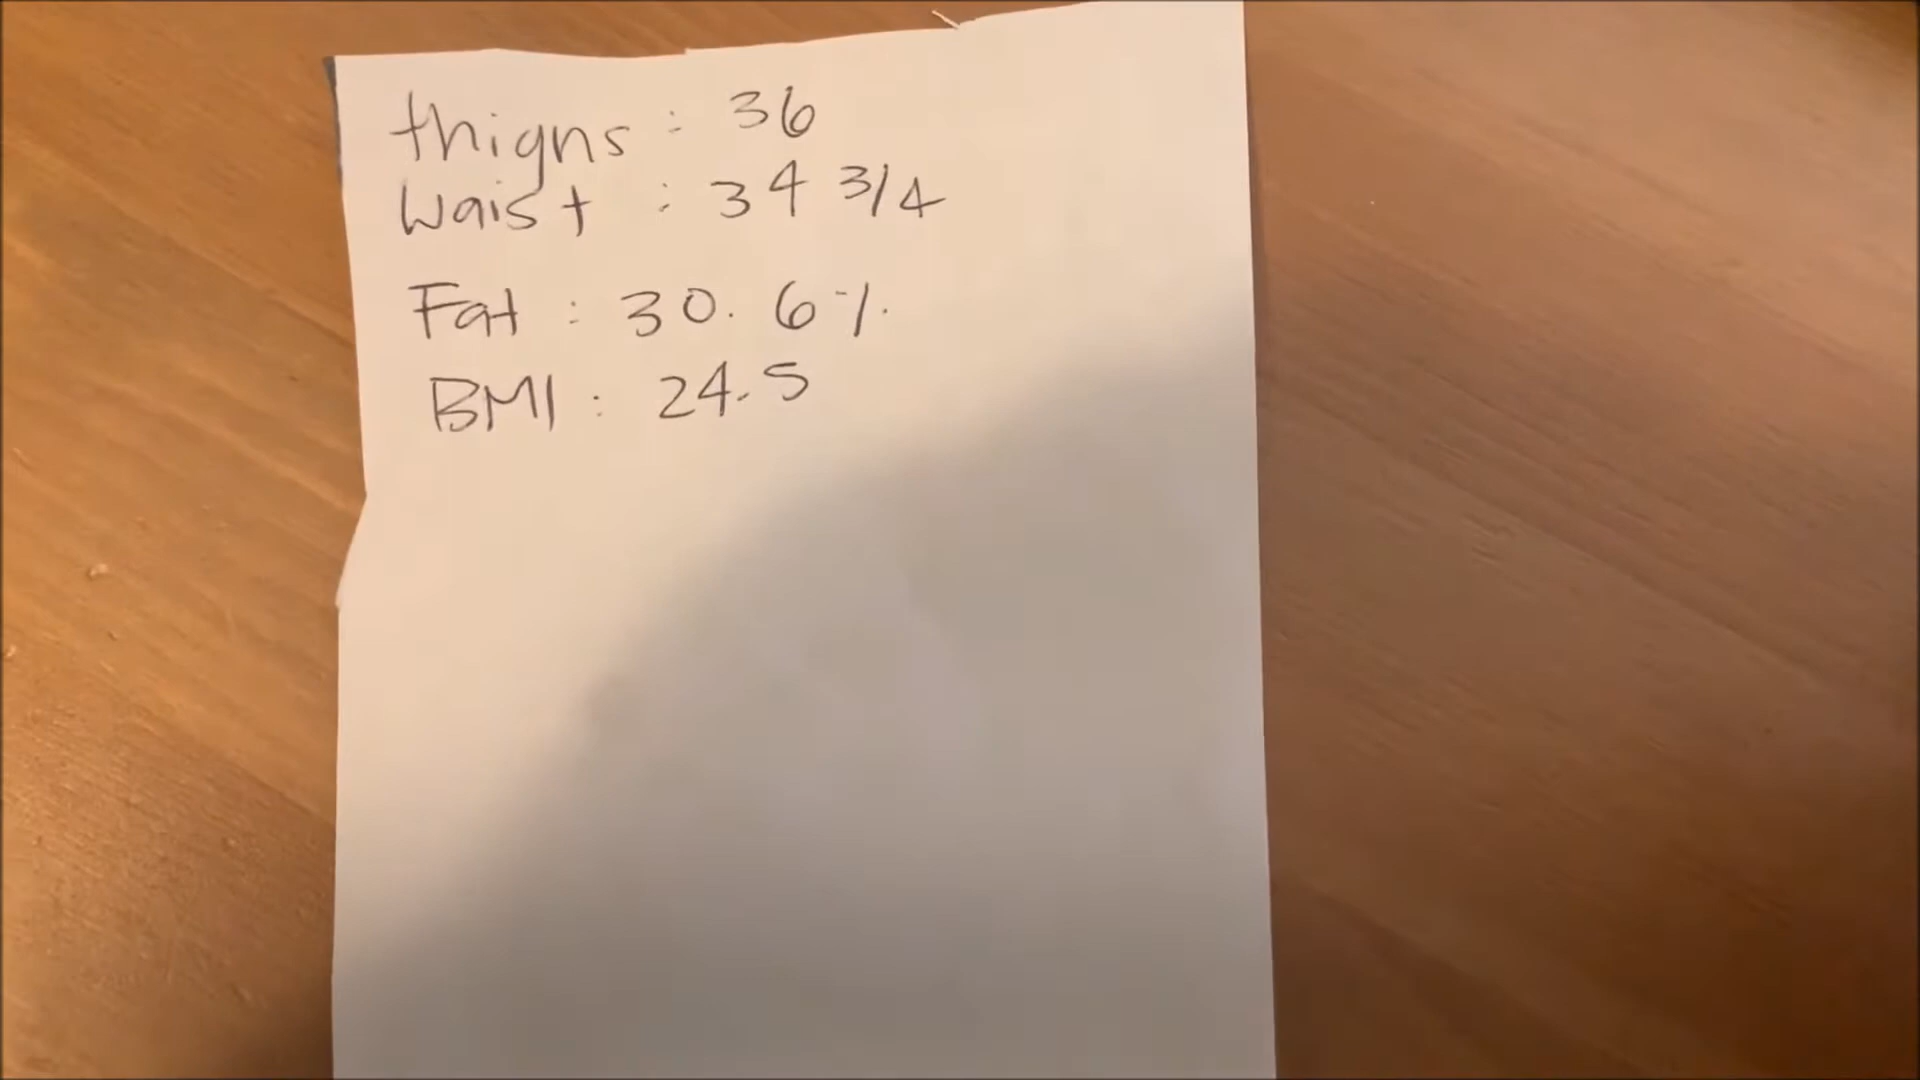 thighs : 36
Waist : 34 3/4
Fat : 30.6%
BMI : 24.5